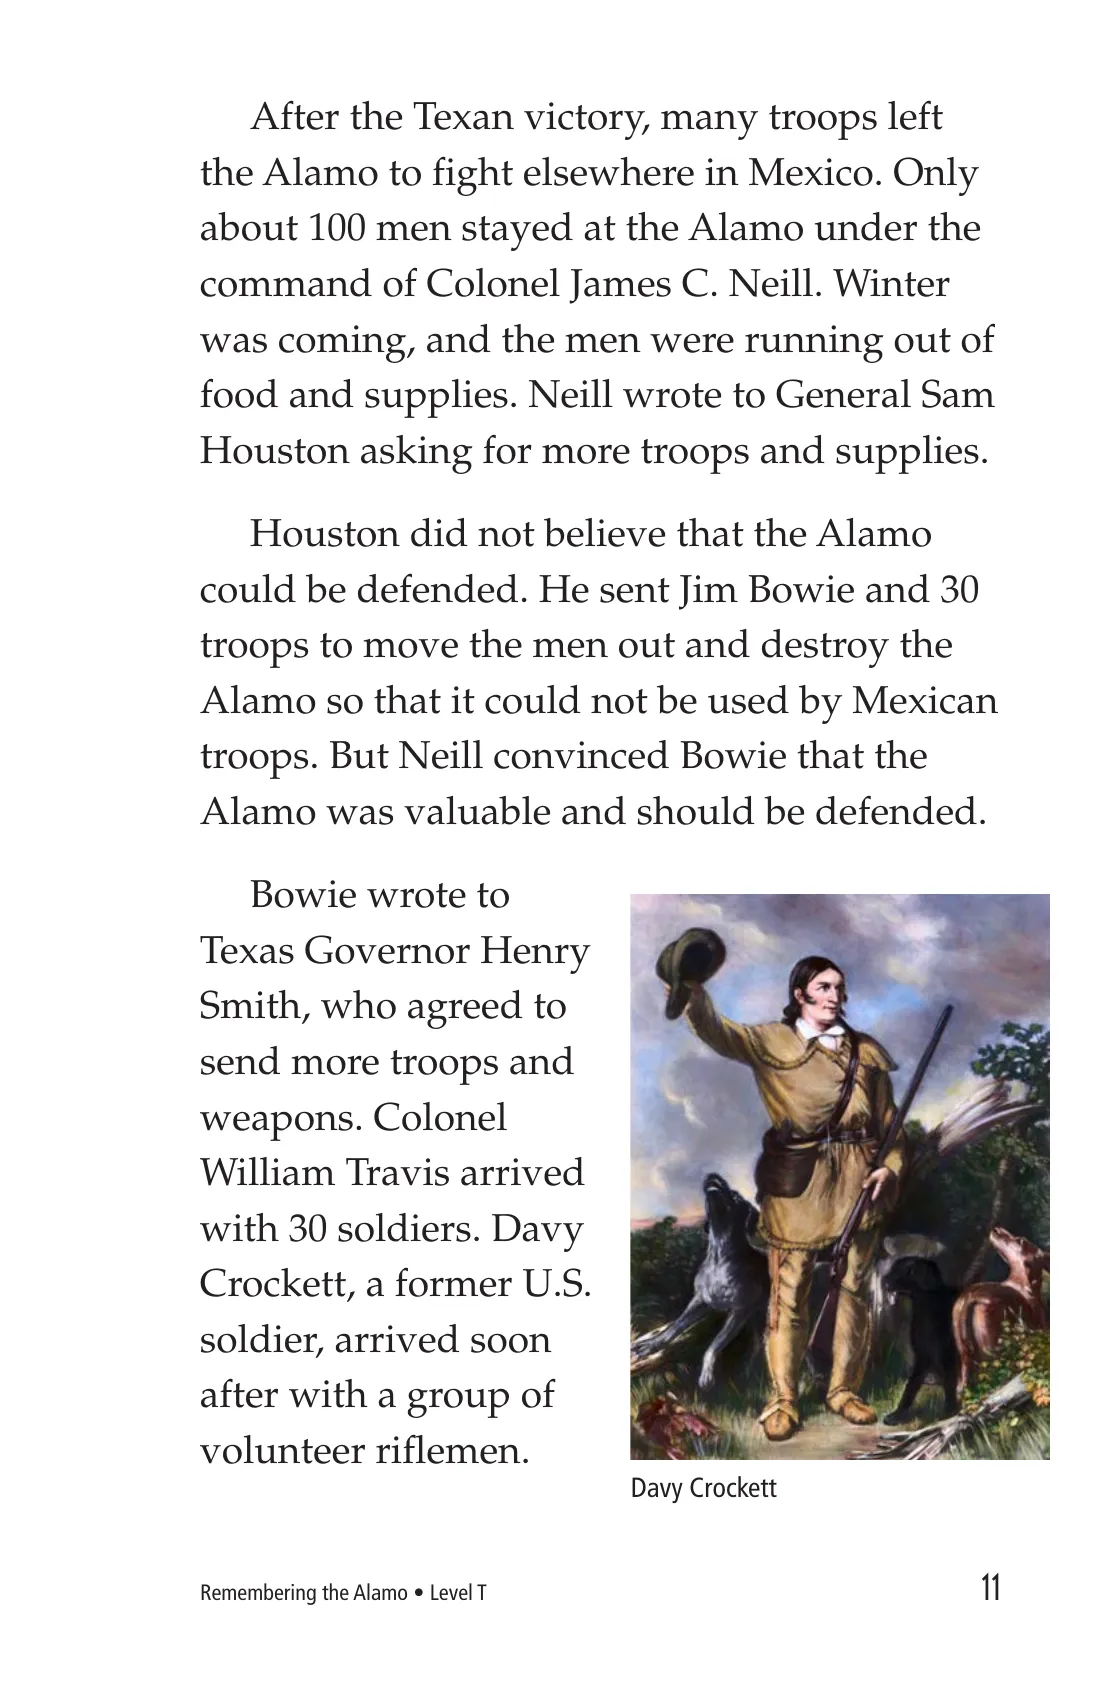 After the Texan victory, many troops left
the Alamo to fight elsewhere in Mexico. Only
about 100 men stayed at the Alamo under the
command of Colonel James C. Neill. Winter
was coming, and the men were running out of
food and supplies. Neill wrote to General Sam
Houston asking for more troops and supplies.
Houston did not believe that the Alamo
could be defended. He sent Jim Bowie and 30
troops to move the men out and destroy the
Alamo so that it could not be used by Mexican
troops. But Neill convinced Bowie that the
Alamo was valuable and should be defended.
Bowie wrote to
Texas Governor Henry
Smith, who agreed to
send more troops and
weapons. Colonel
William Travis arrived
with 30 soldiers. Davy
Crockett, a former U.S.
soldier, arrived soon
after with a group of
volunteer riflemen.
Davy Crockett
Remembering the Alamo • Level T
11